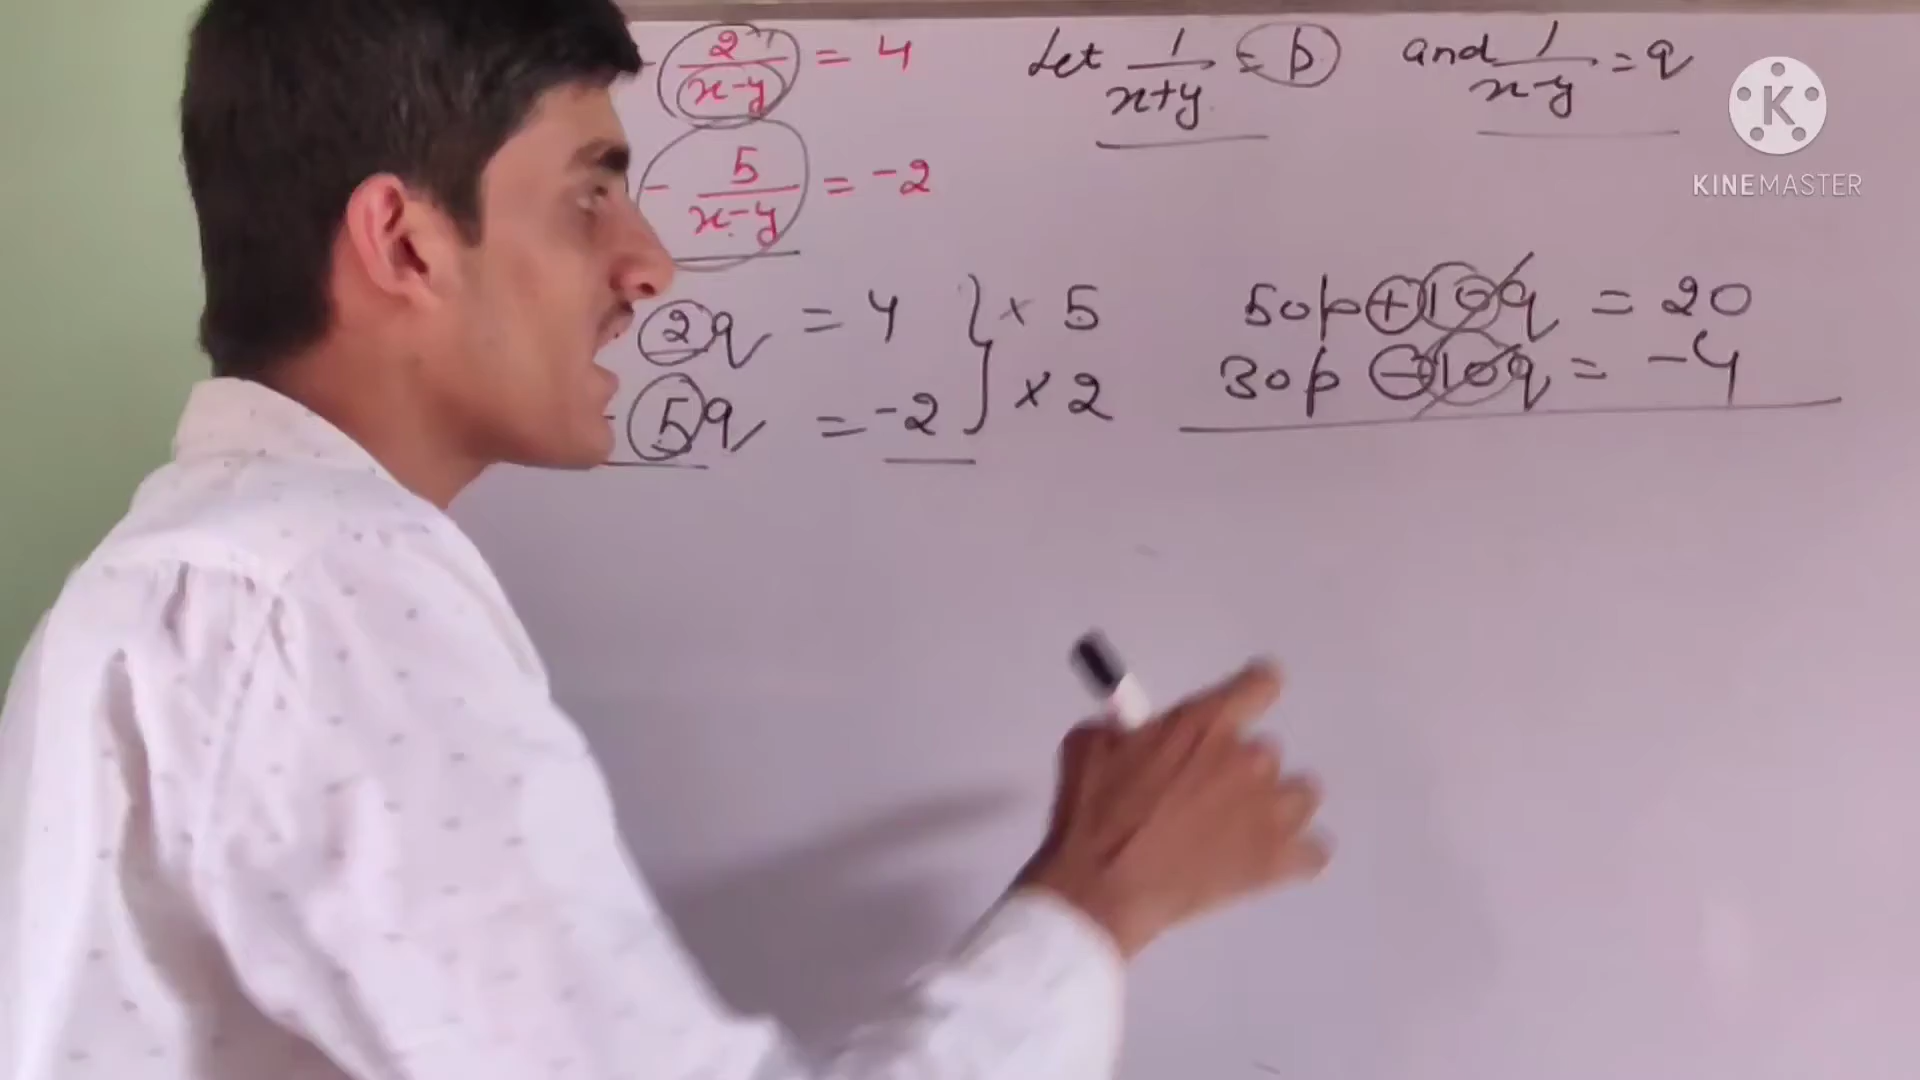 - 2/(x-y) = 4 Let 1/(x+y) = p and 1/(x-y) = q
- 5/(x-y) = -2
KINEMASTER
2q = 4 } × 5 50p + 10q = 20
- 5q = -2 } × 2 30p - 10q = -4